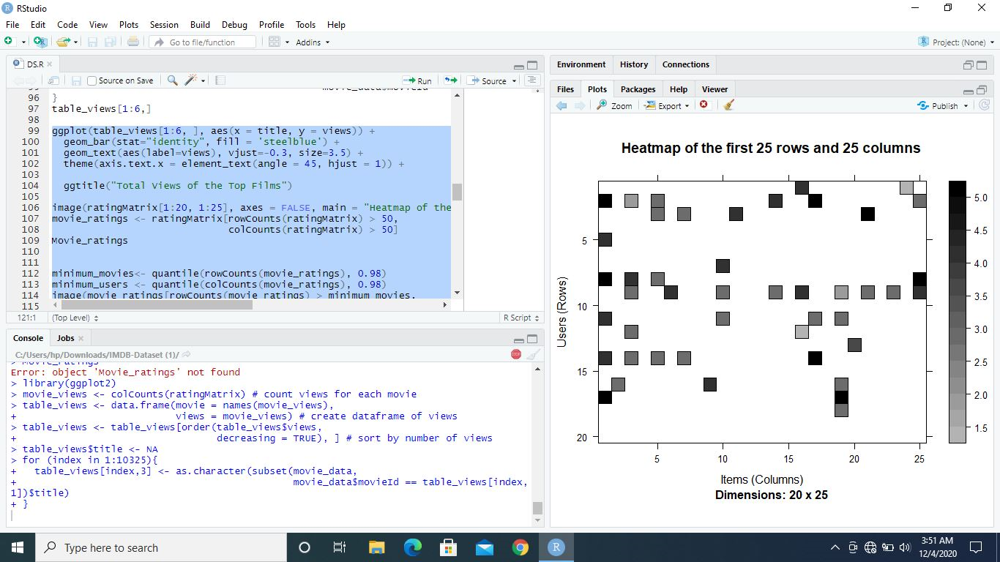 RStudio
File Edit Code View Plots Session Build Debug Profile Tools Help
Go to file/function Addins Project: (None)
DS.R
Source on Save Run Source
96 }
97 table_views[1:6,]
98
99 ggplot(table_views[1:6, ], aes(x = title, y = views)) +
100 geom_bar(stat="identity", fill = 'steelblue') +
101 geom_text(aes(label=views), vjust=-0.3, size=3.5) +
102 theme(axis.text.x = element_text(angle = 45, hjust = 1)) +
103
104 ggtitle("Total Views of the Top Films")
105
106 image(ratingMatrix[1:20, 1:25], axes = FALSE, main = "Heatmap of the
107 movie_ratings <- ratingMatrix[rowCounts(ratingMatrix) > 50,
108 colCounts(ratingMatrix) > 50]
109 Movie_ratings
110
111
112 minimum_movies<- quantile(rowCounts(movie_ratings), 0.98)
113 minimum_users <- quantile(colCounts(movie_ratings), 0.98)
114 image(movie_ratings[rowCounts(movie_ratings) > minimum_movies,
115
121:1 (Top Level) R Script
Console Jobs
C:/Users/hp/Downloads/IMDB-Dataset (1)/
> Movie_ratings
Error: object 'Movie_ratings' not found
> library(ggplot2)
> movie_views <- colCounts(ratingMatrix) # count views for each movie
> table_views <- data.frame(movie = names(movie_views),
+ views = movie_views) # create dataframe of views
> table_views <- table_views[order(table_views$views,
+ decreasing = TRUE), ] # sort by number of views
> table_views$title <- NA
> for (index in 1:10325){
+ table_views[index,3] <- as.character(subset(movie_data,
+ movie_data$movieId == table_views[index,
1])$title)
+ }
Environment History Connections
Files Plots Packages Help Viewer
Zoom Export Publish
Heatmap of the first 25 rows and 25 columns
Users (Rows)
5
10
15
20
5 10 15 20 25
Items (Columns)
Dimensions: 20 x 25
5.0
4.5
4.0
3.5
3.0
2.5
2.0
1.5
Type here to search
3:51 AM
12/4/2020